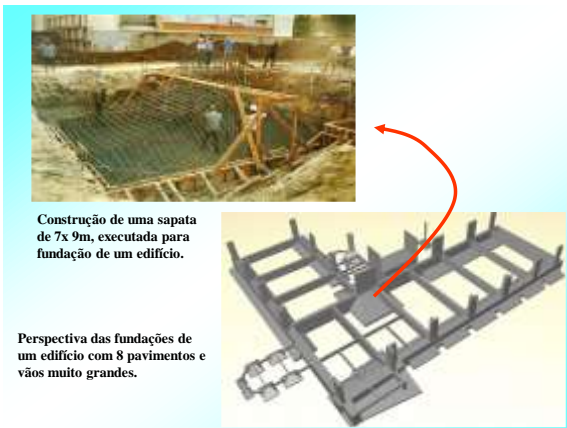 Construção de uma sapata
de 7x 9m, executada para
fundação de um edifício.
Perspectiva das fundações de
um edifício com 8 pavimentos e
vãos muito grandes.